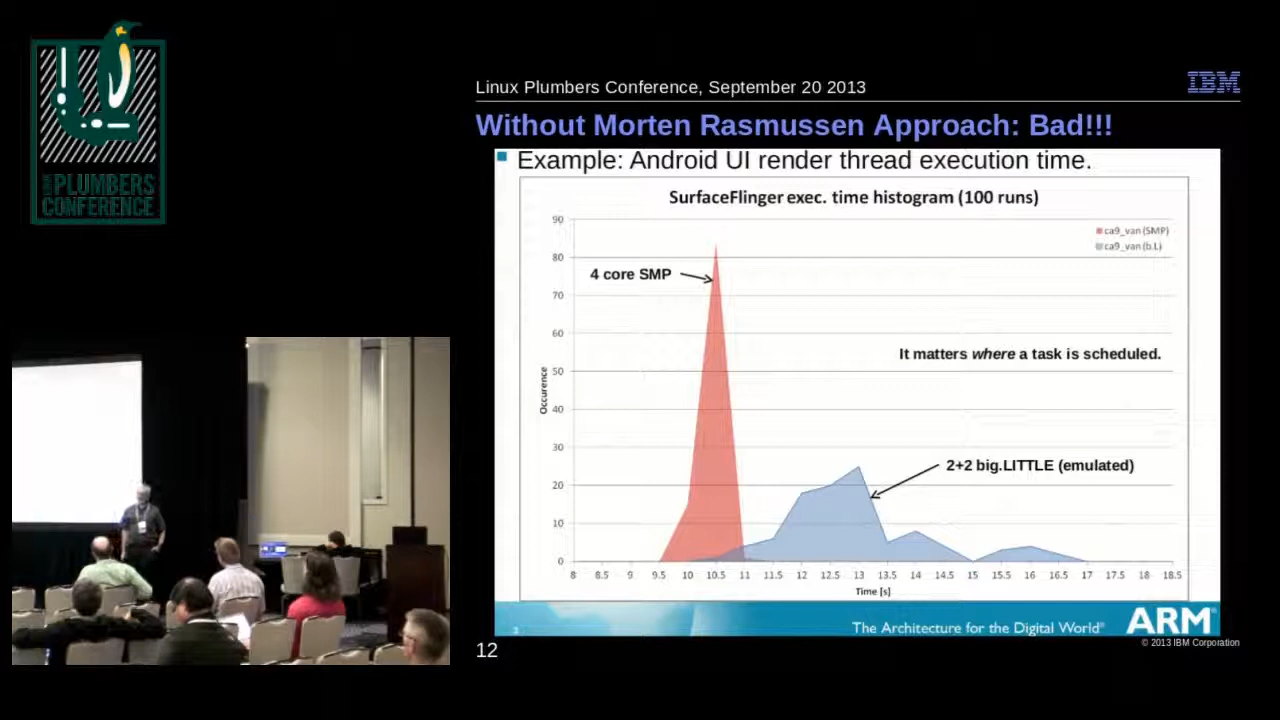 PLUMBERS
CONFERENCE
Linux Plumbers Conference, September 20 2013
IBM
Without Morten Rasmussen Approach: Bad!!!
Example: Android UI render thread execution time.
SurfaceFlinger exec. time histogram (100 runs)
ca9_van (SMP)
ca9_van (b.L)
90
80
70
60
50
40
30
20
10
0
Occurence
4 core SMP
It matters where a task is scheduled.
2+2 big.LITTLE (emulated)
8 8.5 9 9.5 10 10.5 11 11.5 12 12.5 13 13.5 14 14.5 15 15.5 16 16.5 17 17.5 18 18.5
Time [s]
The Architecture for the Digital World®
ARM
© 2013 IBM Corporation
12